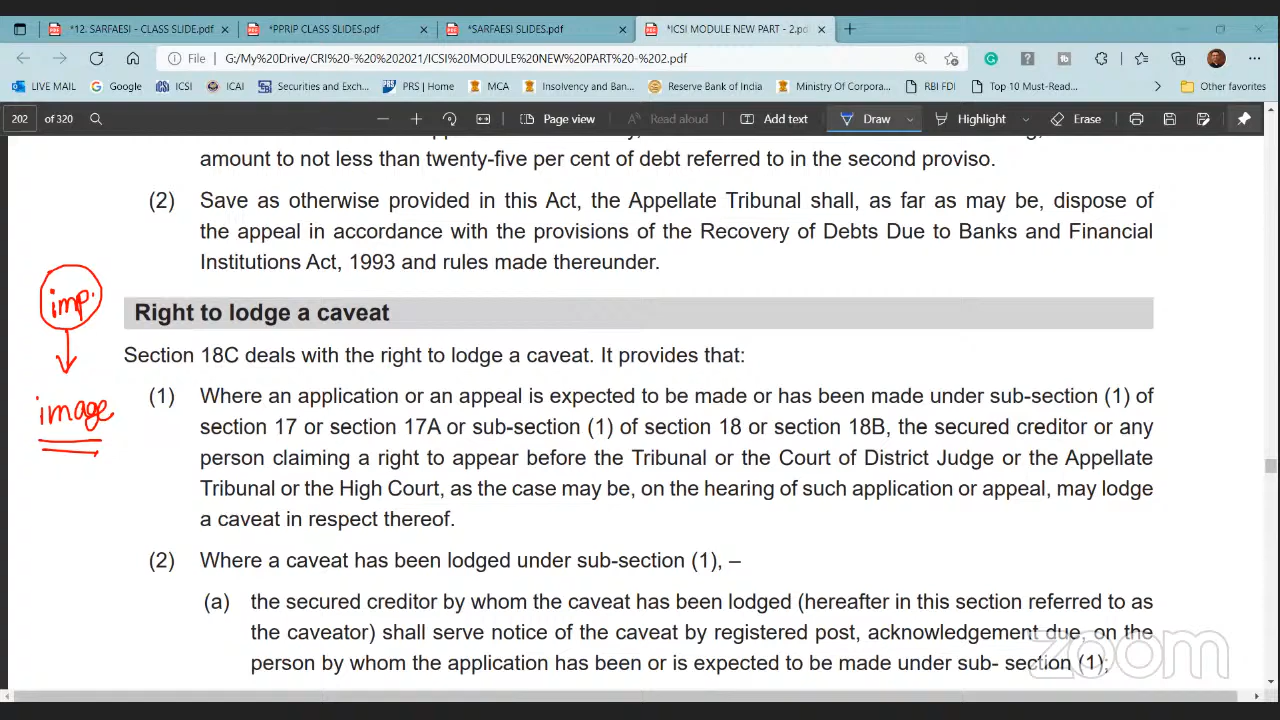 *12. SARFAESI - CLASS SLIDE.pdf
*PPRIP CLASS SLIDES.pdf
*SARFAESI SLIDES.pdf
*ICSI MODULE NEW PART - 2.pd
File
G:/My%20Drive/CRI%20-%20%202021/ICSI%20MODULE%20NEW%20PART%20-%202.pdf
LIVE MAIL
Google
ICSI
ICAI
Securities and Exch...
PRS | Home
MCA
Insolvency and Ban...
Reserve Bank of India
Ministry Of Corpora...
RBI FDI
Top 10 Must-Read...
Other favorites
202 of 320
Page view
Read aloud
Add text
Draw
Highlight
Erase
amount to not less than twenty-five per cent of debt referred to in the second proviso.
(2) Save as otherwise provided in this Act, the Appellate Tribunal shall, as far as may be, dispose of
the appeal in accordance with the provisions of the Recovery of Debts Due to Banks and Financial
Institutions Act, 1993 and rules made thereunder.
imp.
Right to lodge a caveat
Section 18C deals with the right to lodge a caveat. It provides that:
image
(1) Where an application or an appeal is expected to be made or has been made under sub-section (1) of
section 17 or section 17A or sub-section (1) of section 18 or section 18B, the secured creditor or any
person claiming a right to appear before the Tribunal or the Court of District Judge or the Appellate
Tribunal or the High Court, as the case may be, on the hearing of such application or appeal, may lodge
a caveat in respect thereof.
(2) Where a caveat has been lodged under sub-section (1), –
(a) the secured creditor by whom the caveat has been lodged (hereafter in this section referred to as
the caveator) shall serve notice of the caveat by registered post, acknowledgement due, on the
person by whom the application has been or is expected to be made under sub- section (1);
zoom